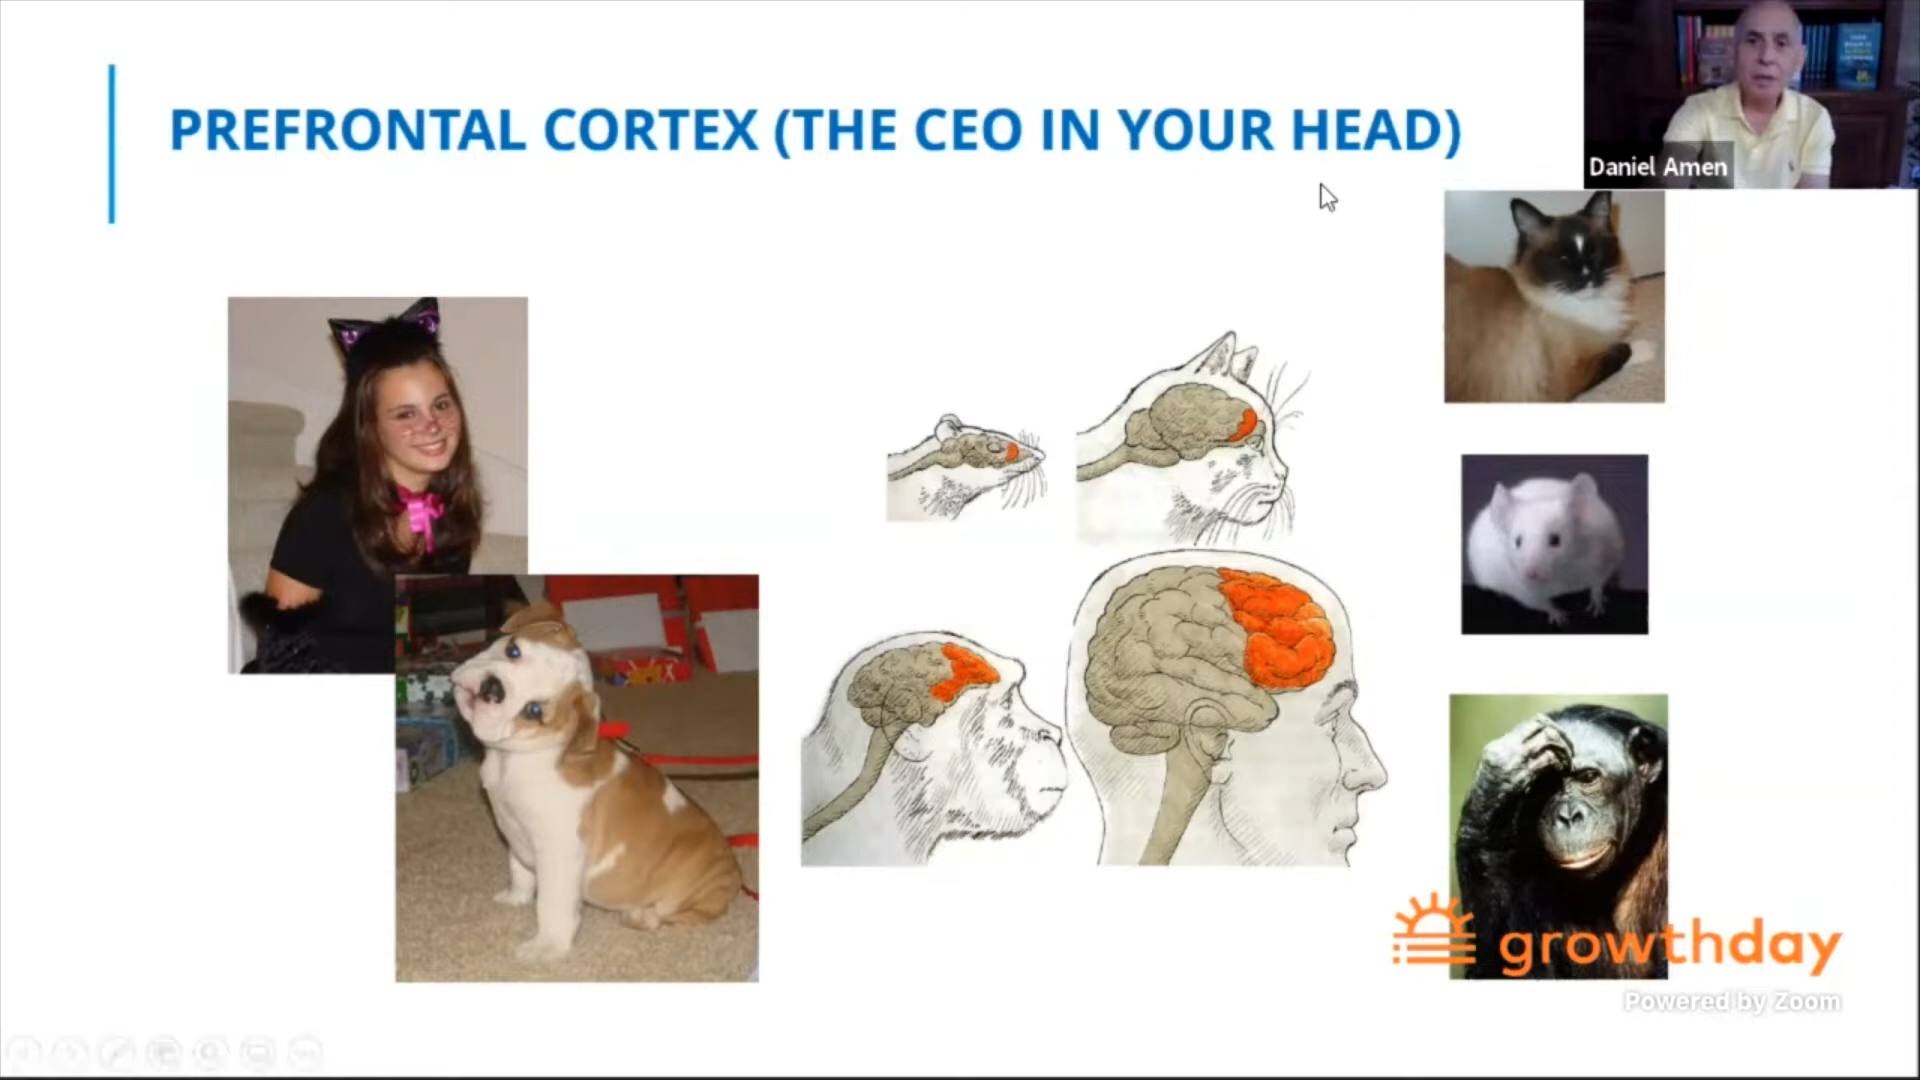 PREFRONTAL CORTEX (THE CEO IN YOUR HEAD)
Daniel Amen
growthday
Powered by Zoom